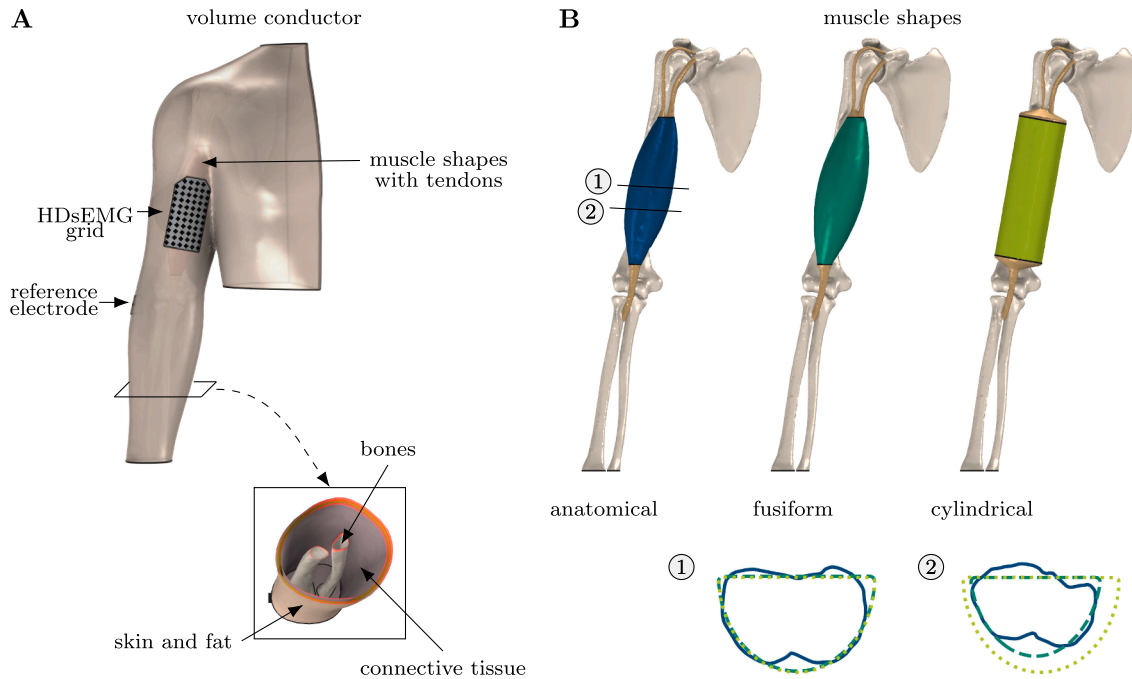 A
volume conductor
muscle shapes
with tendons
HDsEMG
grid
reference
electrode
bones
skin and fat
connective tissue
B
muscle shapes
1
2
anatomical
fusiform
cylindrical
1
2